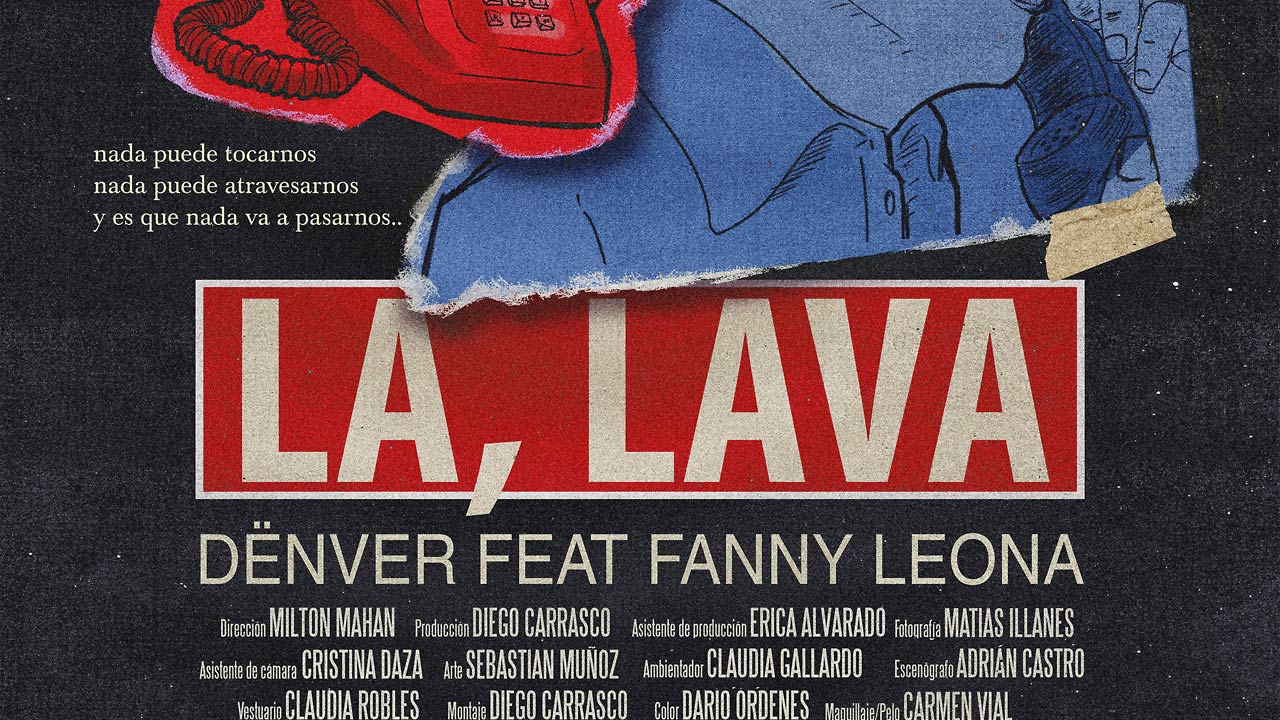 nada puede tocarnos
nada puede atravesarnos
y es que nada va a pasarnos..
LA, LAVA
DËNVER FEAT FANNY LEONA
Dirección MILTON MAHAN Producción DIEGO CARRASCO Asistente de producción ERICA ALVARADO Fotografía MATIAS ILLANES
Asistente de cámara CRISTINA DAZA Arte SEBASTIAN MUÑOZ Ambientador CLAUDIA GALLARDO Escenógrafo ADRIÁN CASTRO
Vestuario CLAUDIA ROBLES Montaje DIEGO CARRASCO Color DARIO ORDENES Maquillaje/Pelo CARMEN VIAL